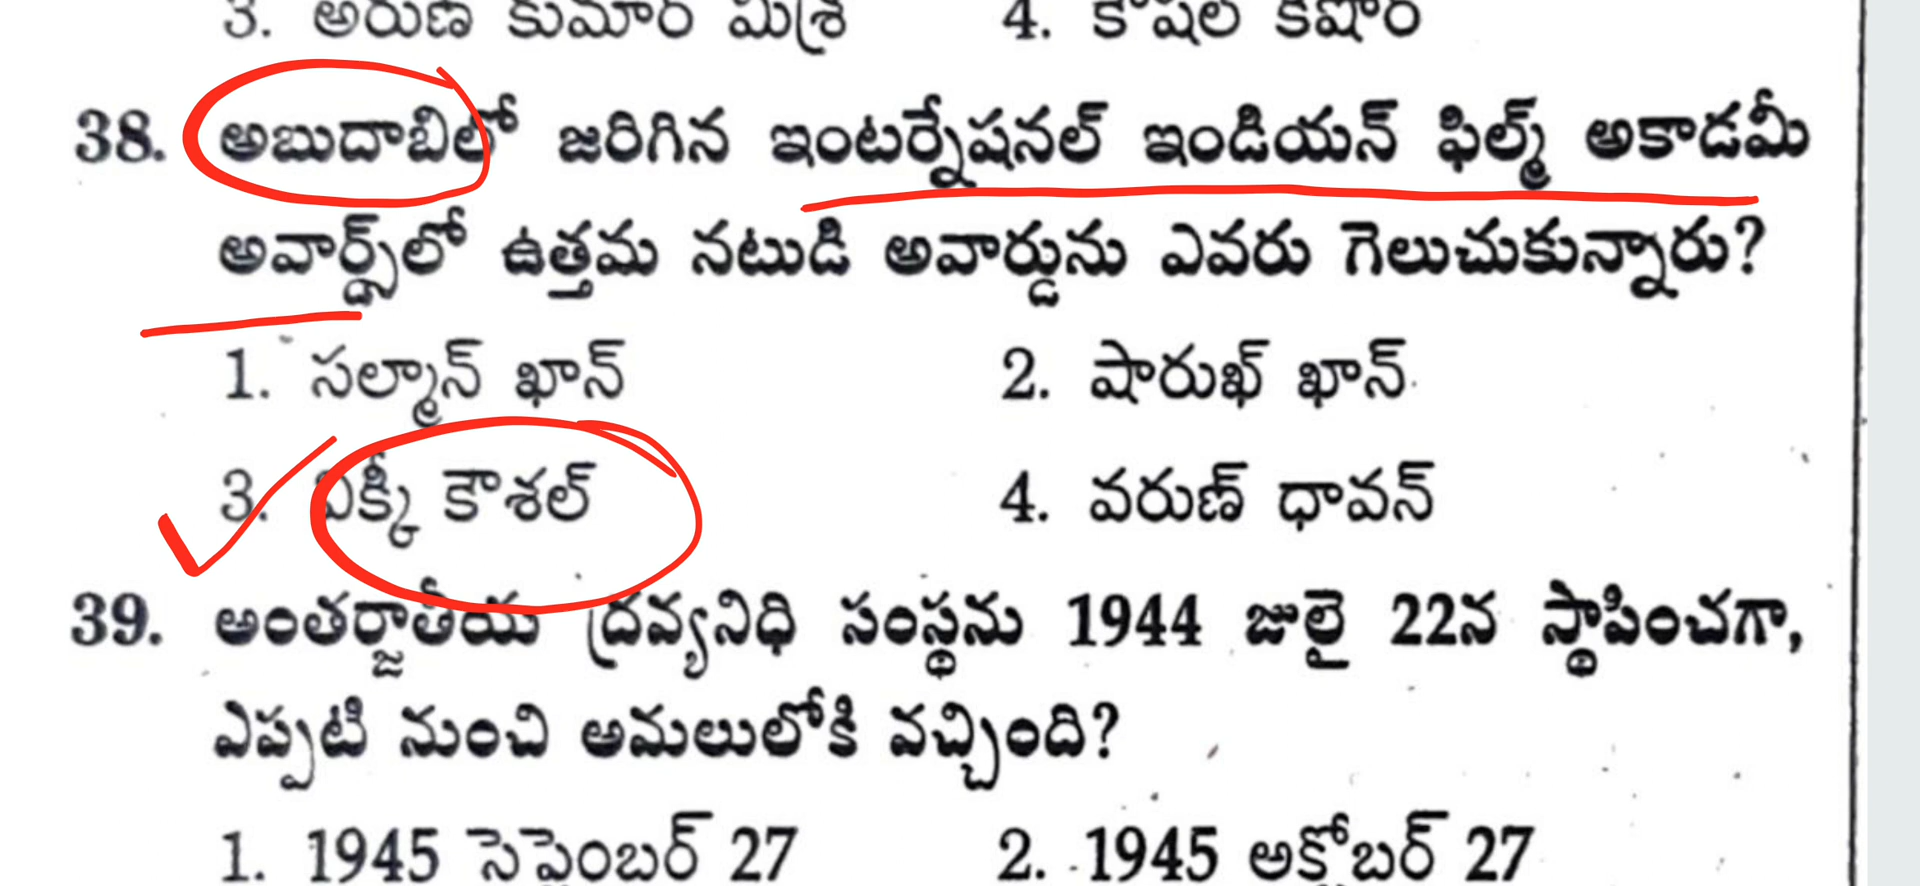 3. అరుణ్ కుమార్ మిశ్రా 4. కౌషల్ కిషోర్
38. అబుదాబిలో జరిగిన ఇంటర్నేషనల్ ఇండియన్ ఫిల్మ్ అకాడమీ
అవార్డ్స్‌లో ఉత్తమ నటుడి అవార్డును ఎవరు గెలుచుకున్నారు?
1. సల్మాన్ ఖాన్ 2. షారుఖ్ ఖాన్
3. విక్కీ కౌశల్ 4. వరుణ్ ధావన్
39. అంతర్జాతీయ ద్రవ్యనిధి సంస్థను 1944 జులై 22న స్థాపించగా,
ఎప్పటి నుంచి అమలులోకి వచ్చింది?
1. 1945 సెప్టెంబర్ 27 2. 1945 అక్టోబర్ 27